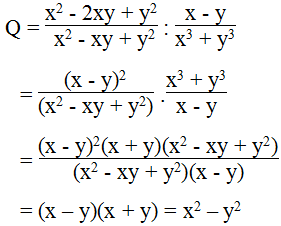 Q = (x² - 2xy + y²)/(x² - xy + y²) : (x - y)/(x³ + y³)
= (x - y)²/(x² - xy + y²) . (x³ + y³)/(x - y)
= (x - y)²(x + y)(x² - xy + y²)/(x² - xy + y²)(x - y)
= (x – y)(x + y) = x² – y²